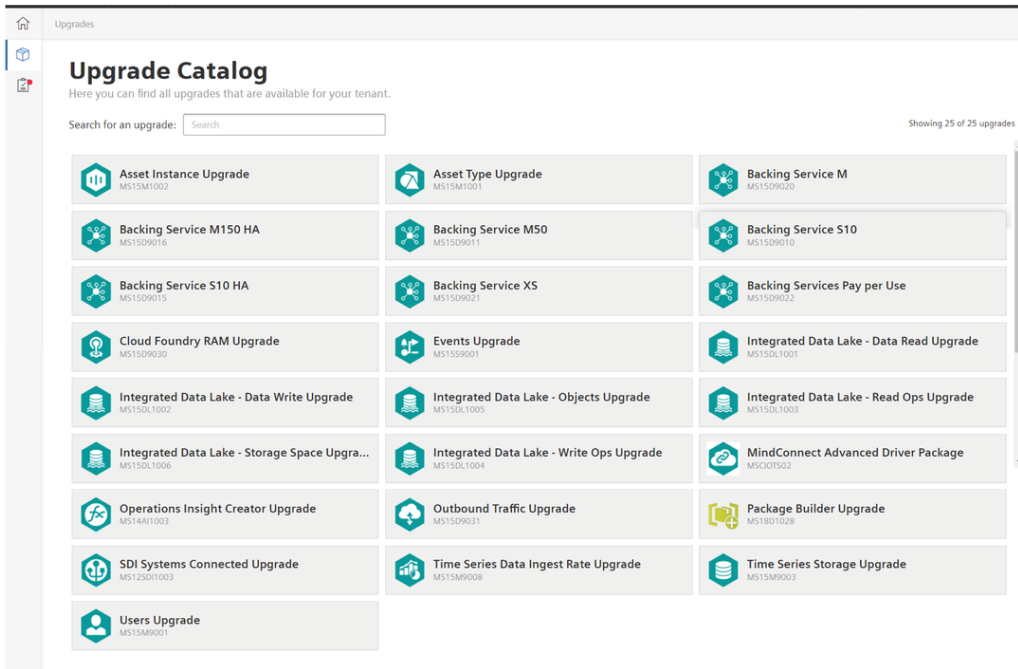 Upgrades
Upgrade Catalog
Here you can find all upgrades that are available for your tenant.
Search for an upgrade: Search
Showing 25 of 25 upgrades
Asset Instance Upgrade
MS15M1002
Asset Type Upgrade
MS15M1001
Backing Service M
MS15D9020
Backing Service M150 HA
MS15D9016
Backing Service M50
MS15D9011
Backing Service S10
MS15D9010
Backing Service S10 HA
MS15D9015
Backing Service XS
MS15D9021
Backing Services Pay per Use
MS15D9022
Cloud Foundry RAM Upgrade
MS15D9030
Events Upgrade
MS15S9001
Integrated Data Lake - Data Read Upgrade
MS15DL1001
Integrated Data Lake - Data Write Upgrade
MS15DL1002
Integrated Data Lake - Objects Upgrade
MS15DL1005
Integrated Data Lake - Read Ops Upgrade
MS15DL1003
Integrated Data Lake - Storage Space Upgra...
MS15DL1006
Integrated Data Lake - Write Ops Upgrade
MS15DL1004
MindConnect Advanced Driver Package
MSCIOTS02
Operations Insight Creator Upgrade
MS14AI1003
Outbound Traffic Upgrade
MS15D9031
Package Builder Upgrade
MS18D1028
SDI Systems Connected Upgrade
MS12SDI1003
Time Series Data Ingest Rate Upgrade
MS15M9008
Time Series Storage Upgrade
MS15M9003
Users Upgrade
MS15M9001